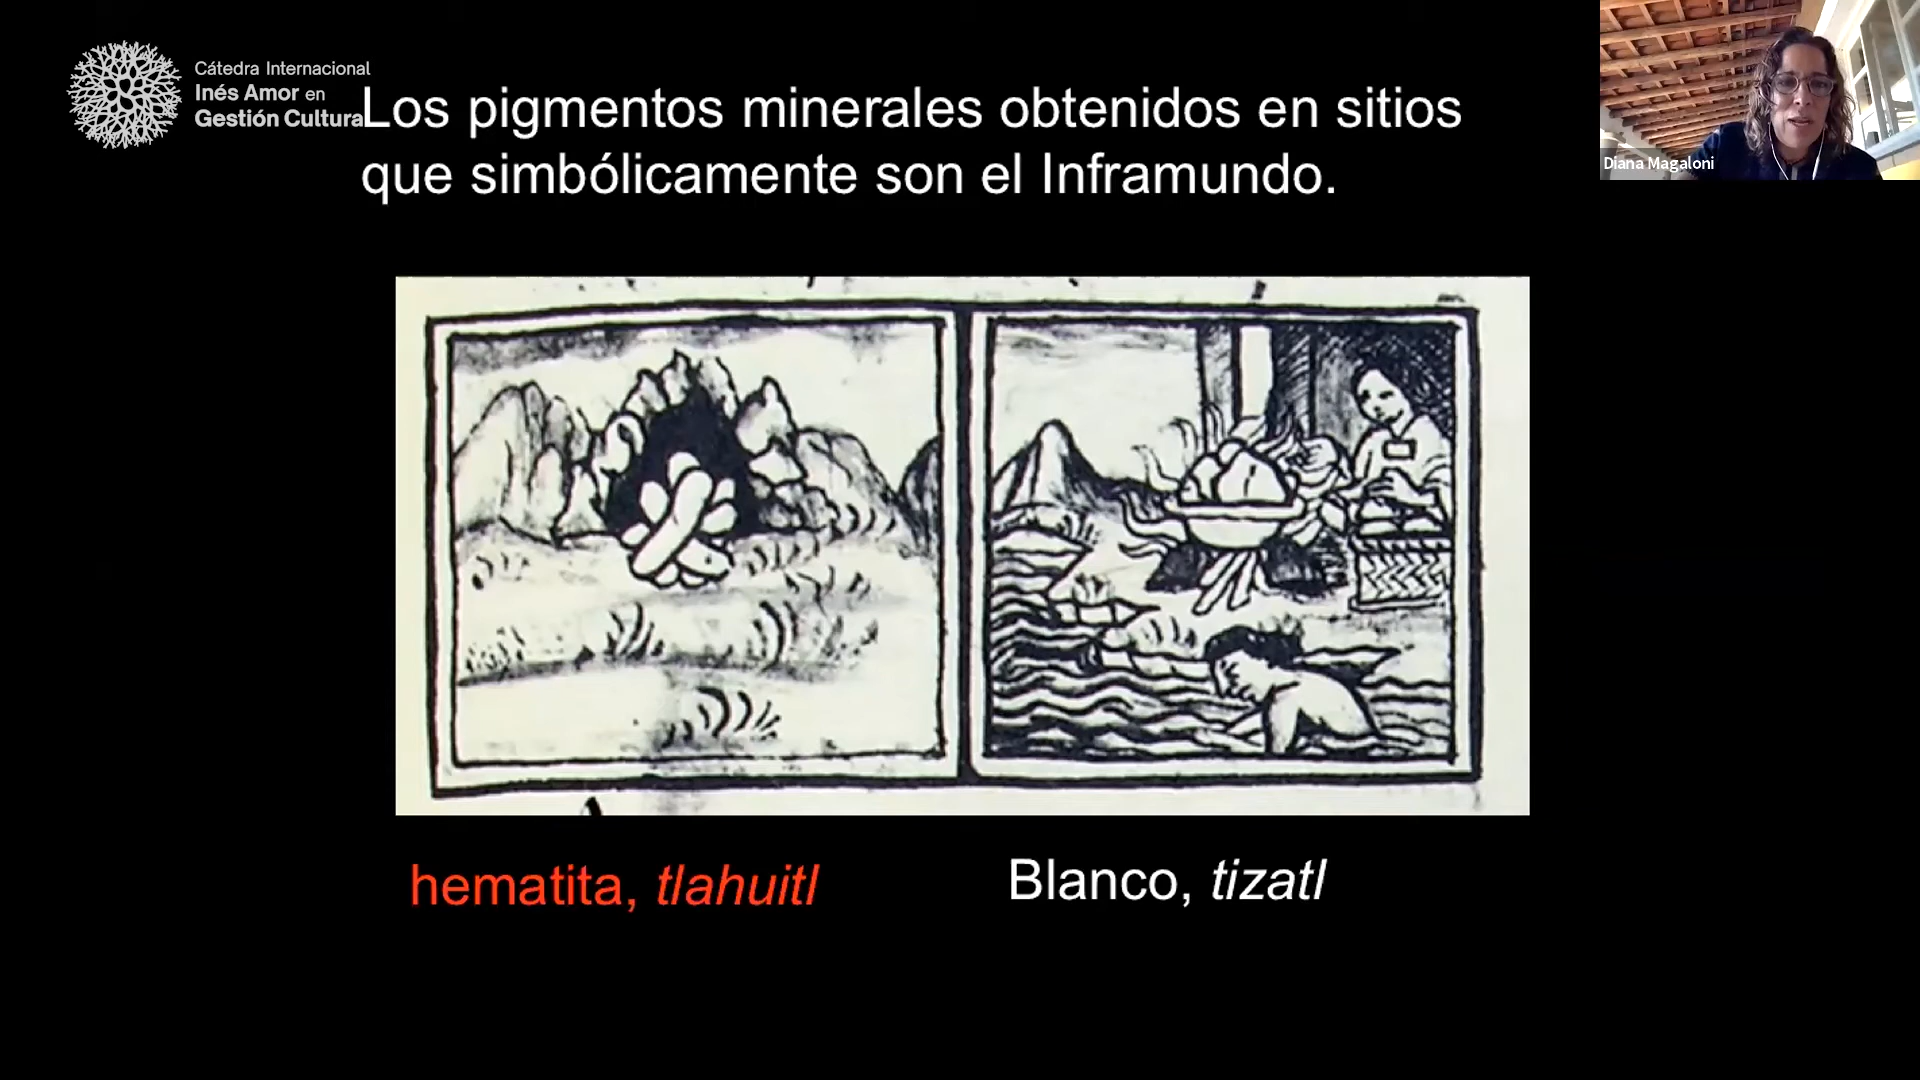 Cátedra Internacional
Inés Amor en
Gestión Cultural
Los pigmentos minerales obtenidos en sitios
que simbólicamente son el Inframundo.
Diana Magaloni
hematita, tlahuitl
Blanco, tizatl